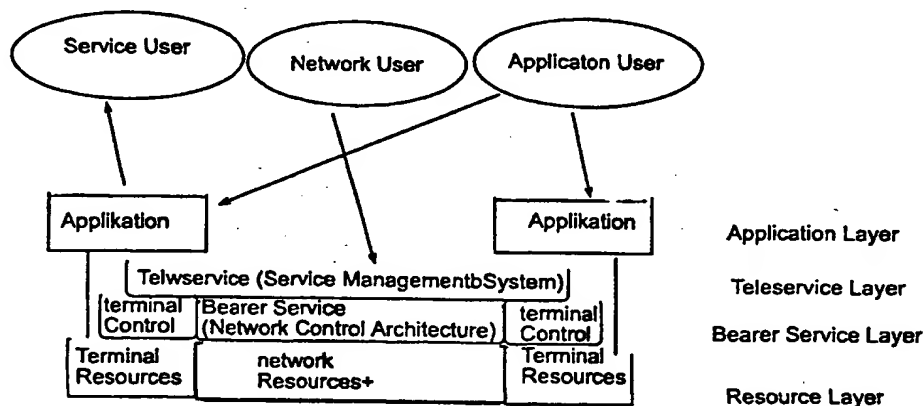 Service User
Network User
Applicaton User
Applikation
Applikation
Application Layer
Telwservice (Service ManagementbSystem)
Teleservice Layer
terminal
Control
Bearer Service
(Network Control Architecture)
terminal
Control
Bearer Service Layer
Terminal
Resources
network
Resources+
Terminal
Resources
Resource Layer